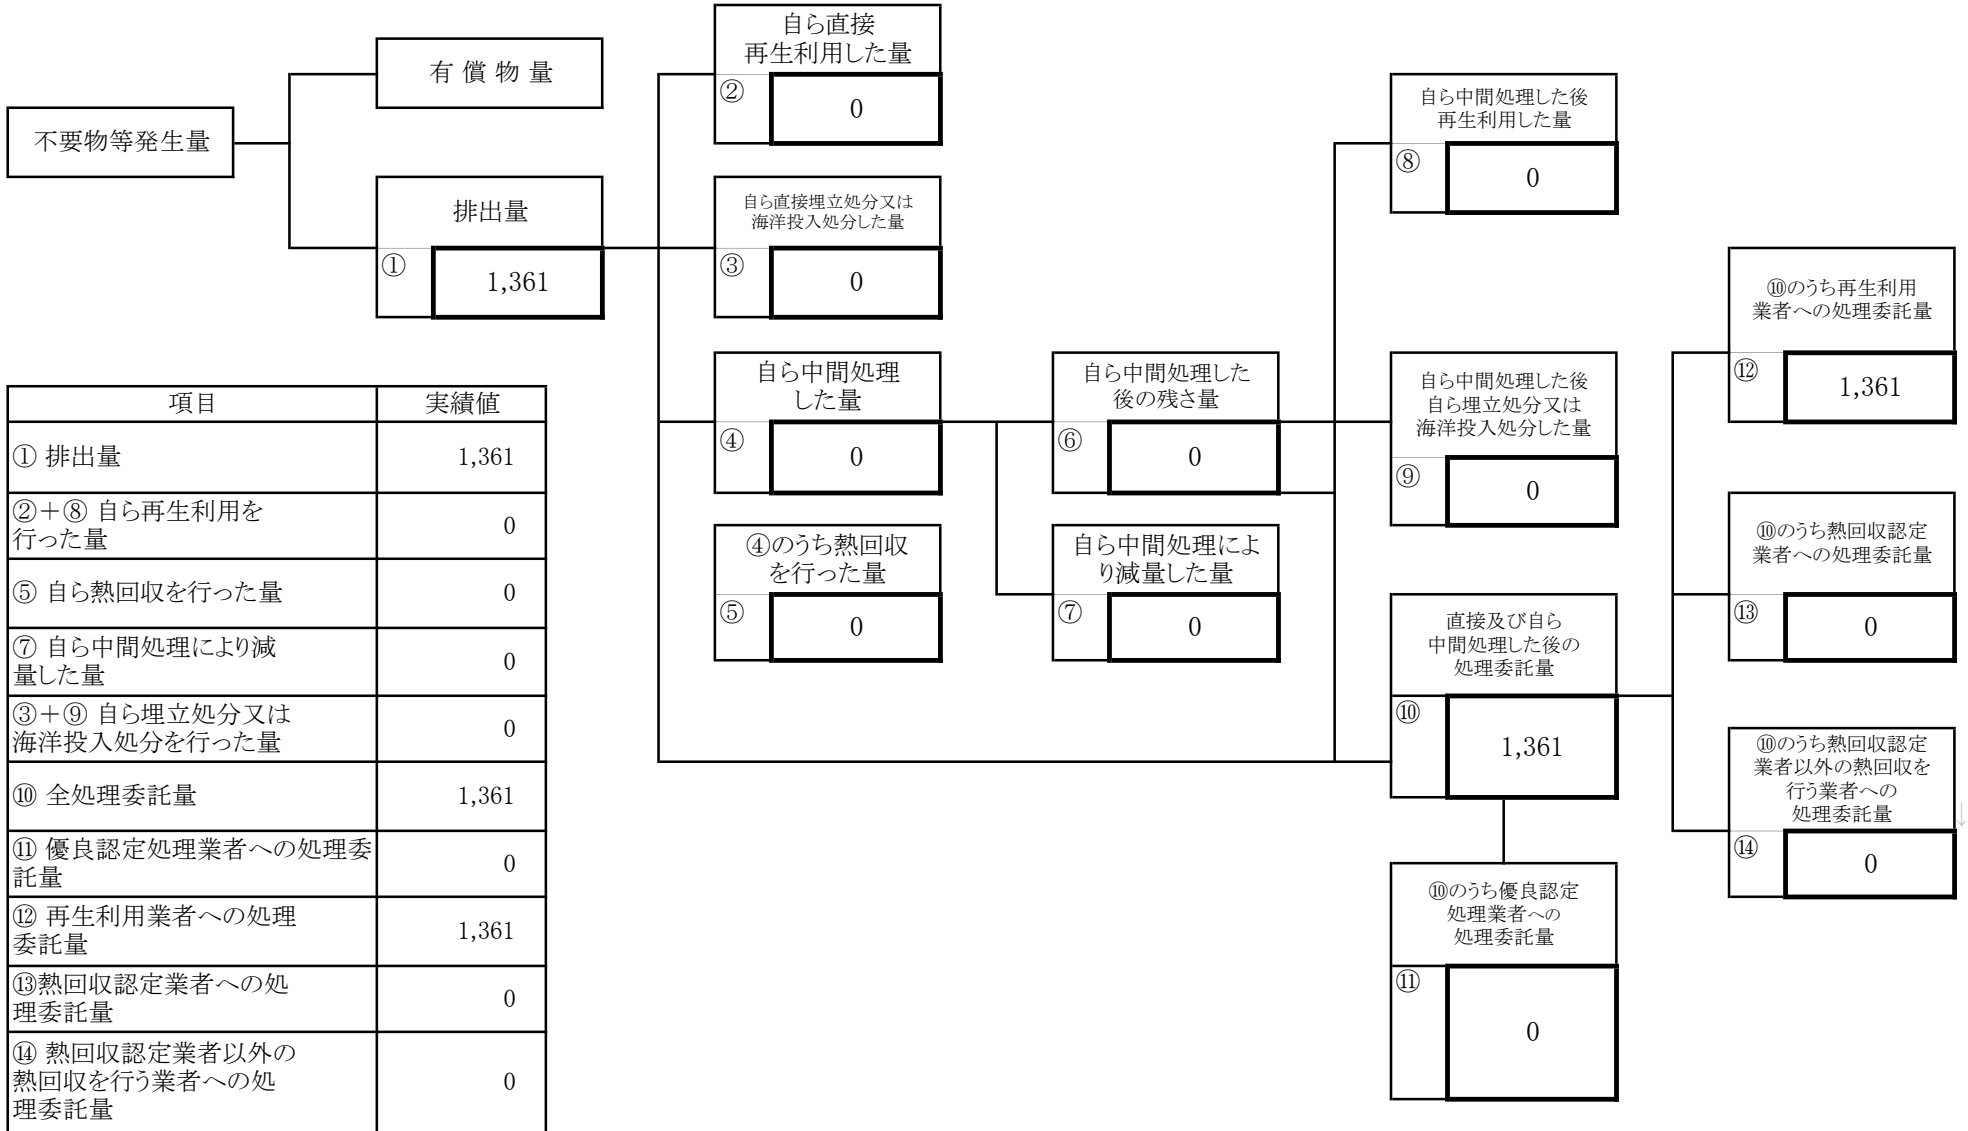 不要物等発生量
有 償 物 量
排出量
①
1,361
自ら直接
再生利用した量
②
0
自ら直接埋立処分又は
海洋投入処分した量
③
0
自ら中間処理
した量
④
0
④のうち熱回収
を行った量
⑤
0
自ら中間処理した
後の残さ量
⑥
0
自ら中間処理によ
り減量した量
⑦
0
自ら中間処理した後
再生利用した量
⑧
0
自ら中間処理した後
自ら埋立処分又は
海洋投入処分した量
⑨
0
直接及び自ら
中間処理した後の
処理委託量
⑩
1,361
⑩のうち優良認定
処理業者への
処理委託量
⑪
0
⑩のうち再生利用
業者への処理委託量
⑫
1,361
⑩のうち熱回収認定
業者への処理委託量
⑬
0
⑩のうち熱回収認定
業者以外の熱回収を
行う業者への
処理委託量
↓
⑭
0
項目 実績値
① 排出量 1,361
②+⑧ 自ら再生利用を
行った量 0
⑤ 自ら熱回収を行った量 0
⑦ 自ら中間処理により減
量した量 0
③+⑨ 自ら埋立処分又は
海洋投入処分を行った量 0
⑩ 全処理委託量 1,361
⑪ 優良認定処理業者への処理委
託量 0
⑫ 再生利用業者への処理
委託量 1,361
⑬熱回収認定業者への処
理委託量 0
⑭ 熱回収認定業者以外の
熱回収を行う業者への処
理委託量 0